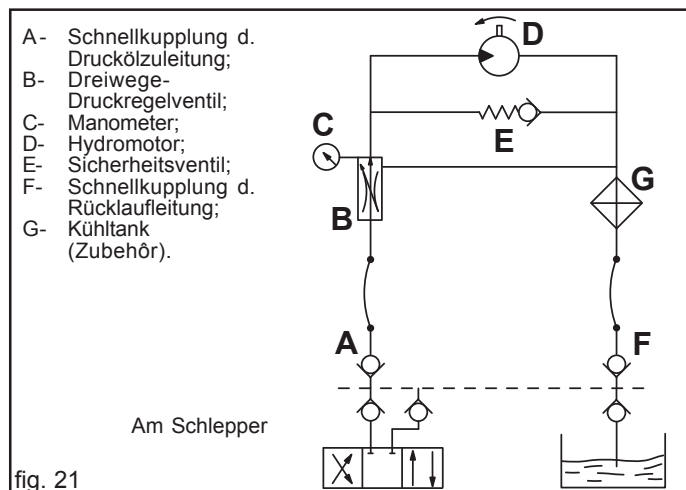 A- Schnellkupplung d.
Druckölzuleitung;
B- Dreiwege-
Druckregelventil;
C- Manometer;
D- Hydromotor;
E- Sicherheitsventil;
F- Schnellkupplung d.
Rücklaufleitung;
G- Kühltank
(Zubehôr).
D
C
E
G
B
A
F
Am Schlepper
fig. 21